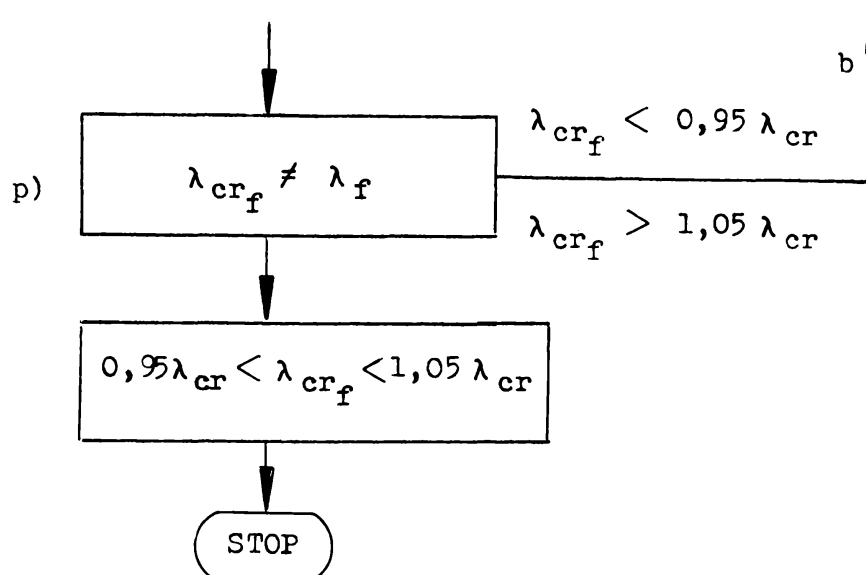 b'
λcrf < 0,95 λcr
p)
λcrf ≠ λf
λcrf > 1,05 λcr
0,95λcr < λcrf <1,05 λcr
STOP